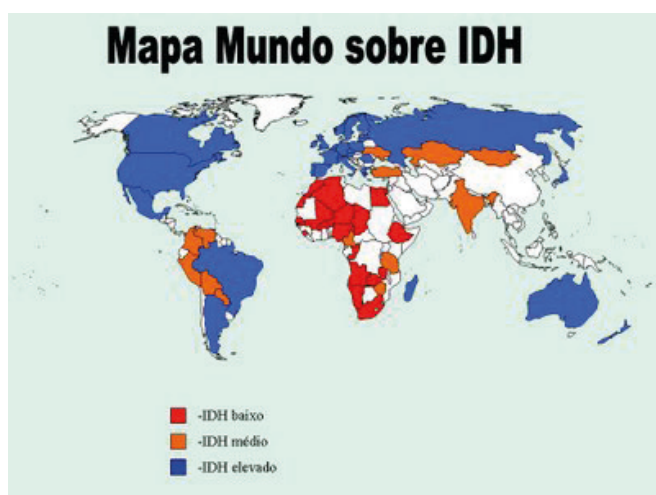 Mapa Mundo sobre IDH
-IDH baixo
-IDH médio
-IDH elevado